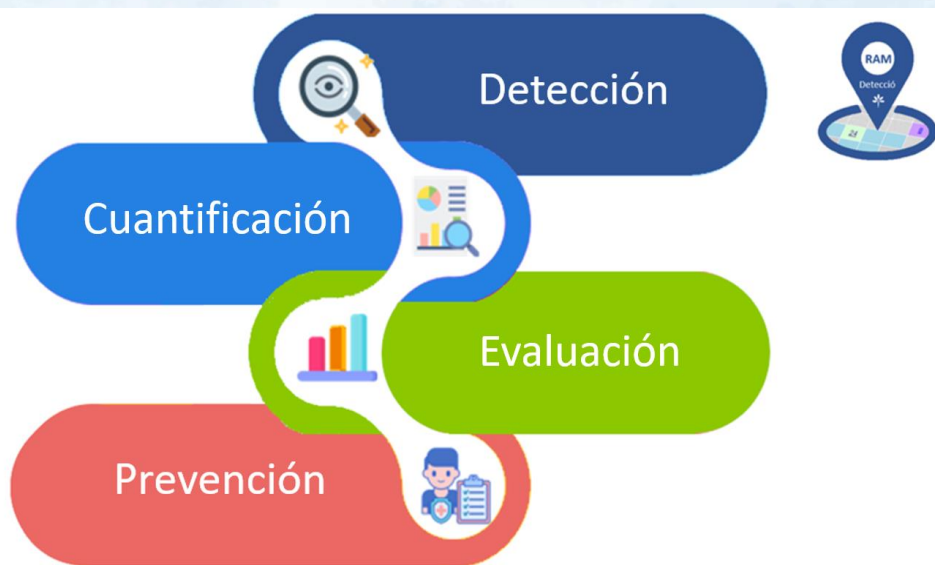 Detección
RAM
Detecció
Cuantificación
Evaluación
Prevención